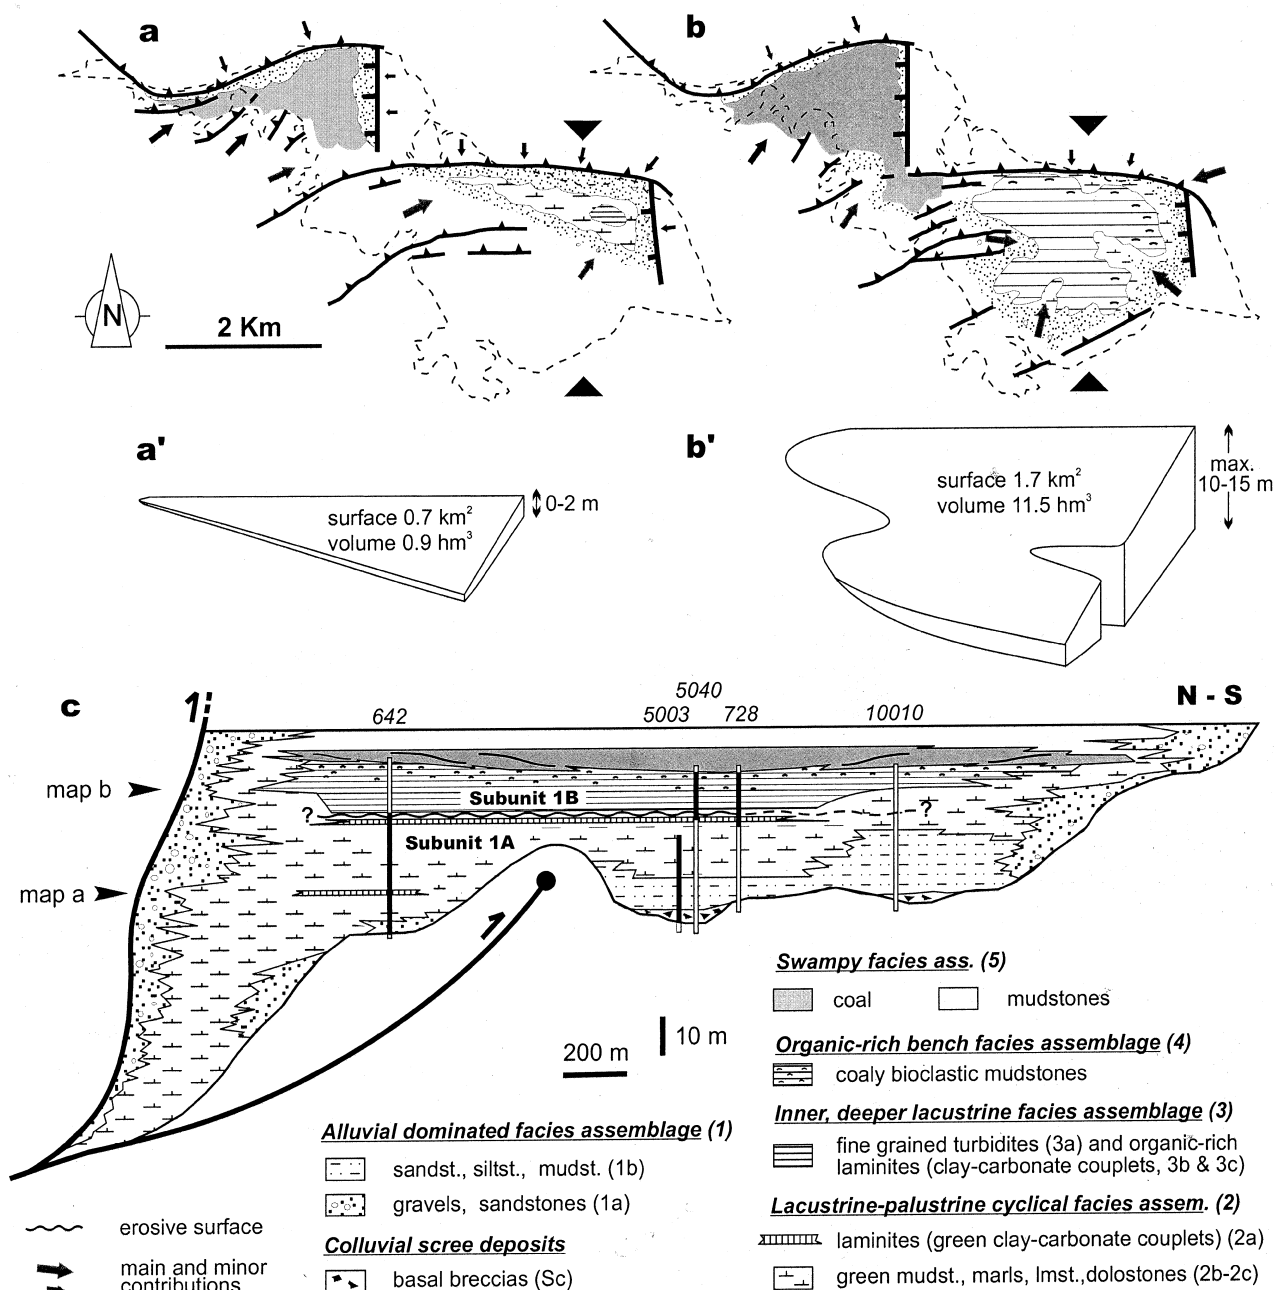 a
b
N
2 Km
a'
b'
surface 0.7 km²
volume 0.9 hm³
0-2 m
surface 1.7 km²
volume 11.5 hm³
max.
10-15 m
c
N - S
642
5040
5003 728
10010
map b
map a
?
Subunit 1B
?
Subunit 1A
200 m
10 m
Swampy facies ass. (5)
coal
mudstones
Organic-rich bench facies assemblage (4)
coaly bioclastic mudstones
Inner, deeper lacustrine facies assemblage (3)
fine grained turbidites (3a) and organic-rich
laminites (clay-carbonate couplets, 3b & 3c)
Lacustrine-palustrine cyclical facies assem. (2)
laminites (green clay-carbonate couplets) (2a)
green mudst., marls, lmst.,dolostones (2b-2c)
Alluvial dominated facies assemblage (1)
sandst., siltst., mudst. (1b)
gravels, sandstones (1a)
Colluvial scree deposits
basal breccias (Sc)
erosive surface
main and minor
contributions